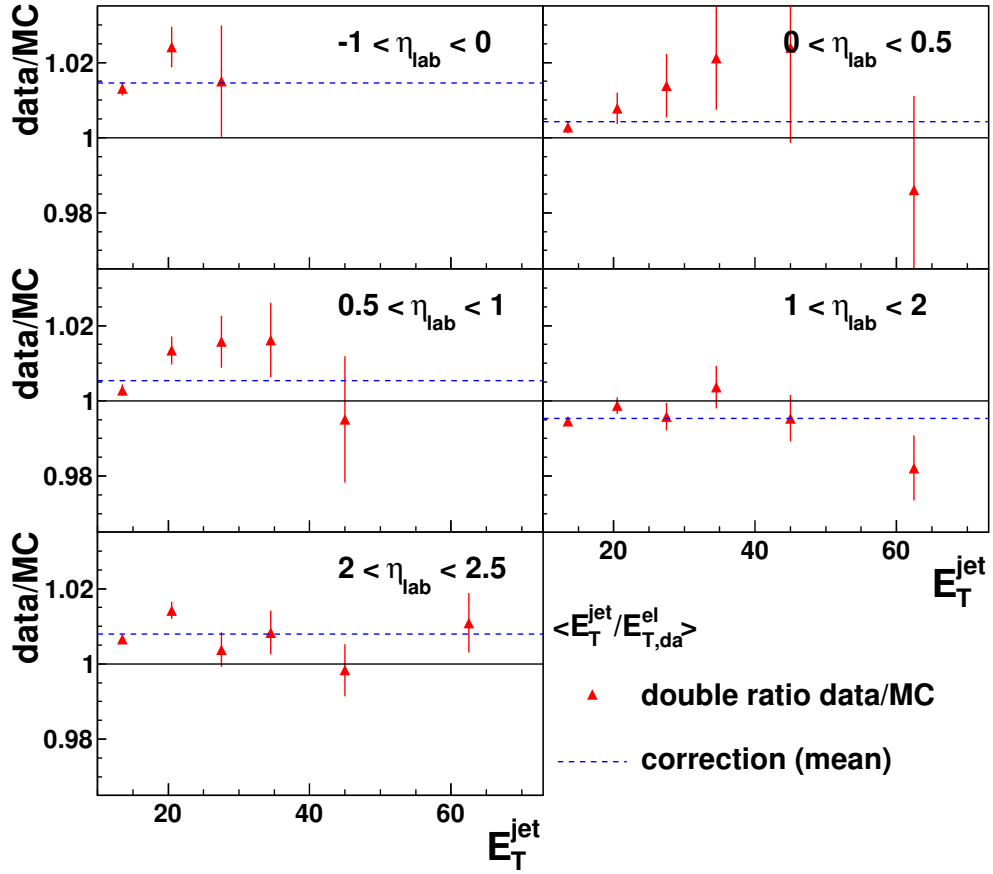 data/MC
1.02
1
0.98
-1 < η_lab < 0
0 < η_lab < 0.5
data/MC
1.02
1
0.98
0.5 < η_lab < 1
1 < η_lab < 2
20 40 60
E_T^jet
data/MC
1.02
1
0.98
2 < η_lab < 2.5
<E_T^jet/E_T,da^el>
double ratio data/MC
correction (mean)
20 40 60
E_T^jet